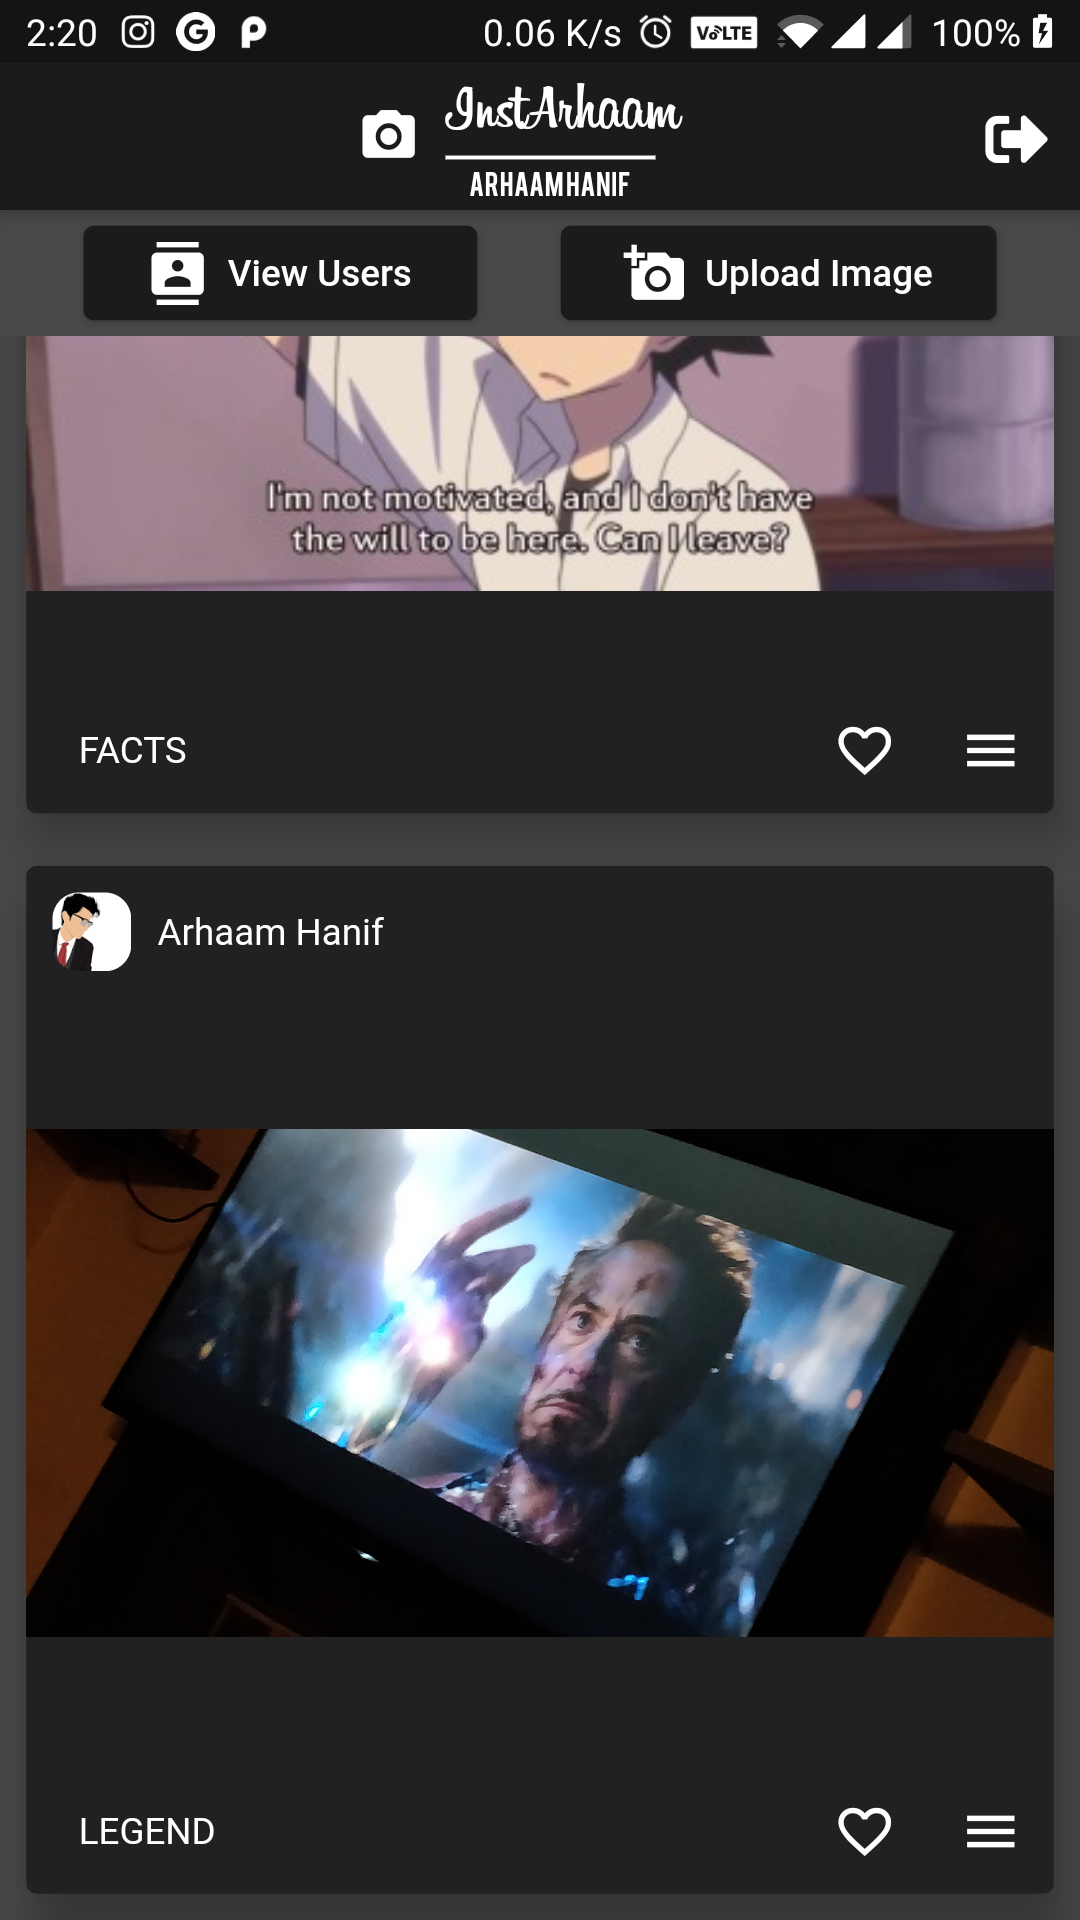 2:20 0.06 K/s VoLTE 100%
InstArhaam
ARHAAMHANIF
View Users Upload Image
I'm not motivated, and I don't have
the will to be here. Can I leave?
FACTS
Arhaam Hanif
LEGEND